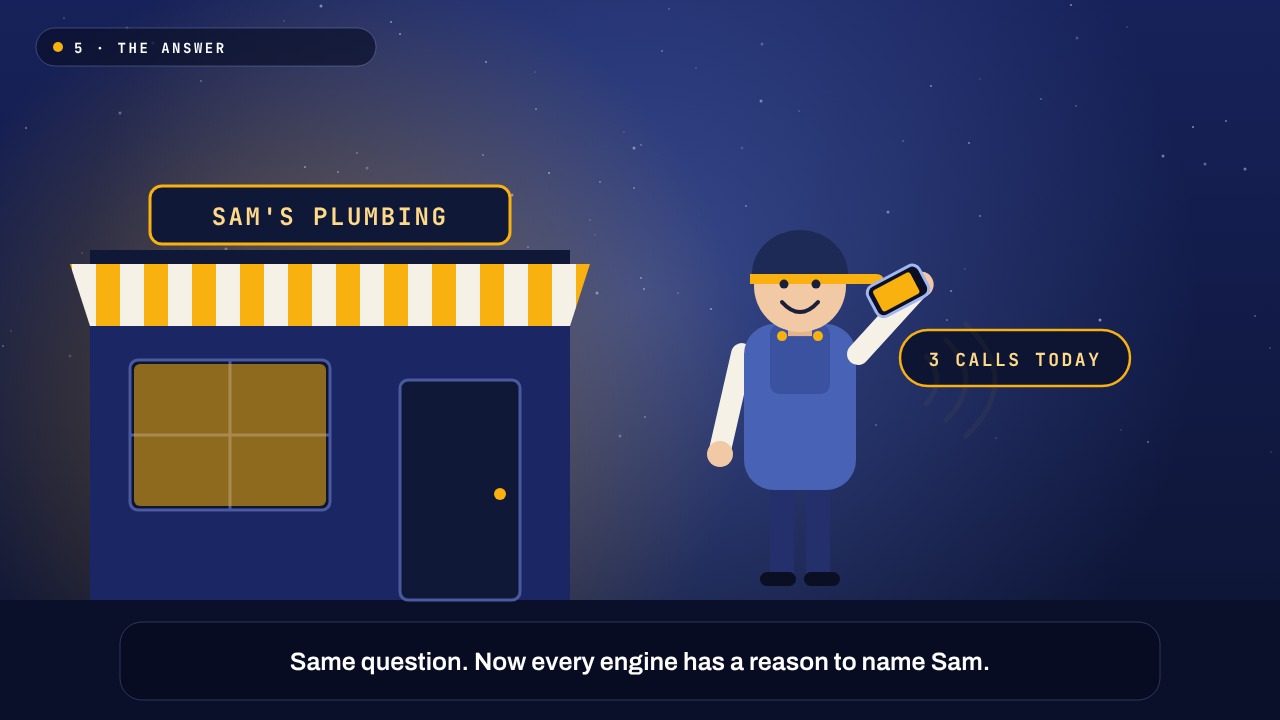 5 · THE ANSWER
SAM'S PLUMBING
3 CALLS TODAY
Same question. Now every engine has a reason to name Sam.